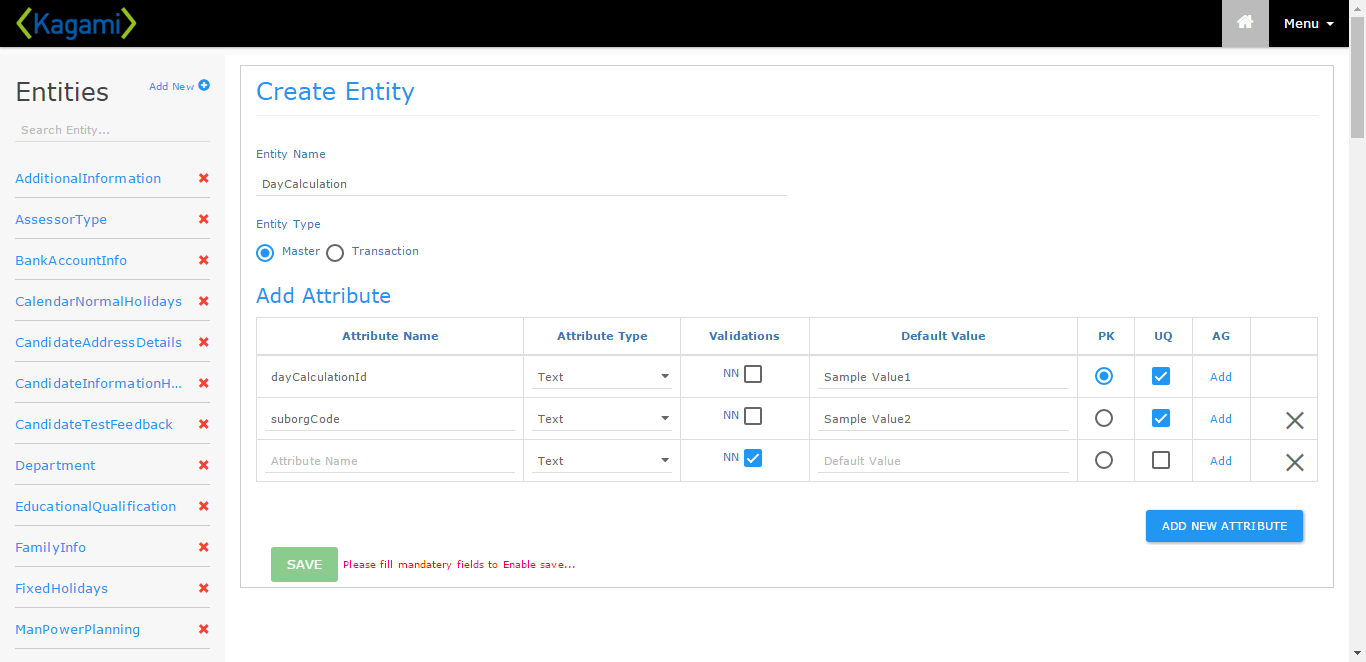 Kagami
Menu
Entities
Add New
Search Entity...
AdditionalInformation
AssessorType
BankAccountInfo
CalendarNormalHolidays
CandidateAddressDetails
CandidateInformationH...
CandidateTestFeedback
Department
EducationalQualification
FamilyInfo
FixedHolidays
ManPowerPlanning
Create Entity
Entity Name
DayCalculation
Entity Type
Master Transaction
Add Attribute
Attribute Name Attribute Type Validations Default Value PK UQ AG
dayCalculationId Text NN Sample Value1 Add
suborgCode Text NN Sample Value2 Add
Attribute Name Text NN Default Value Add
ADD NEW ATTRIBUTE
SAVE Please fill mandatery fields to Enable save...